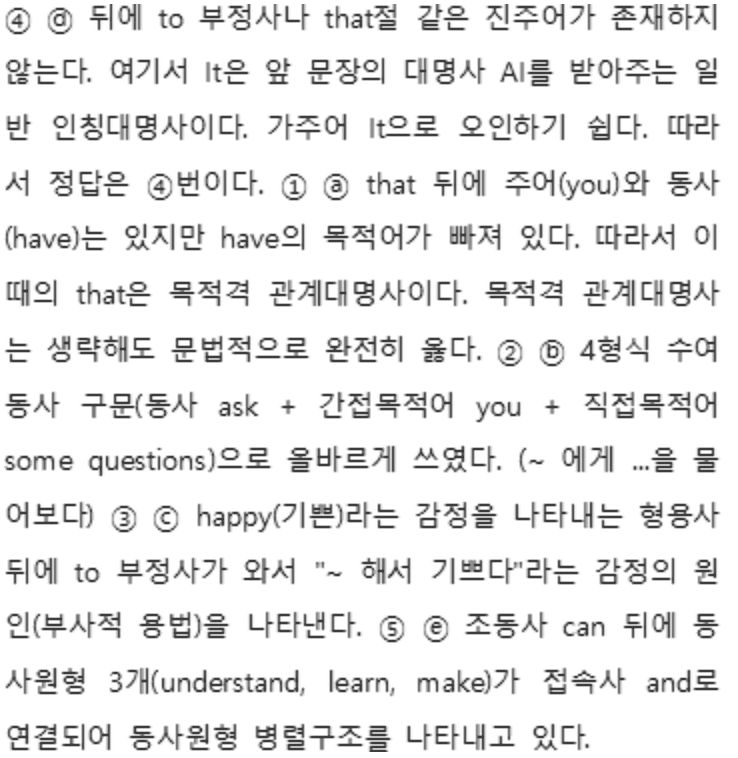 ④ ⓓ 뒤에 to 부정사나 that절 같은 진주어가 존재하지
않는다. 여기서 It은 앞 문장의 대명사 AI를 받아주는 일
반 인칭대명사이다. 가주어 It으로 오인하기 쉽다. 따라
서 정답은 ④번이다. ① ⓐ that 뒤에 주어(you)와 동사
(have)는 있지만 have의 목적어가 빠져 있다. 따라서 이
때의 that은 목적격 관계대명사이다. 목적격 관계대명사
는 생략해도 문법적으로 완전히 옳다. ② ⓑ 4형식 수여
동사 구문(동사 ask + 간접목적어 you + 직접목적어
some questions)으로 올바르게 쓰였다. (~ 에게 ...을 물
어보다) ③ ⓒ happy(기쁜)라는 감정을 나타내는 형용사
뒤에 to 부정사가 와서 "~ 해서 기쁘다"라는 감정의 원
인(부사적 용법)을 나타낸다. ⑤ ⓔ 조동사 can 뒤에 동
사원형 3개(understand, learn, make)가 접속사 and로
연결되어 동사원형 병렬구조를 나타내고 있다.